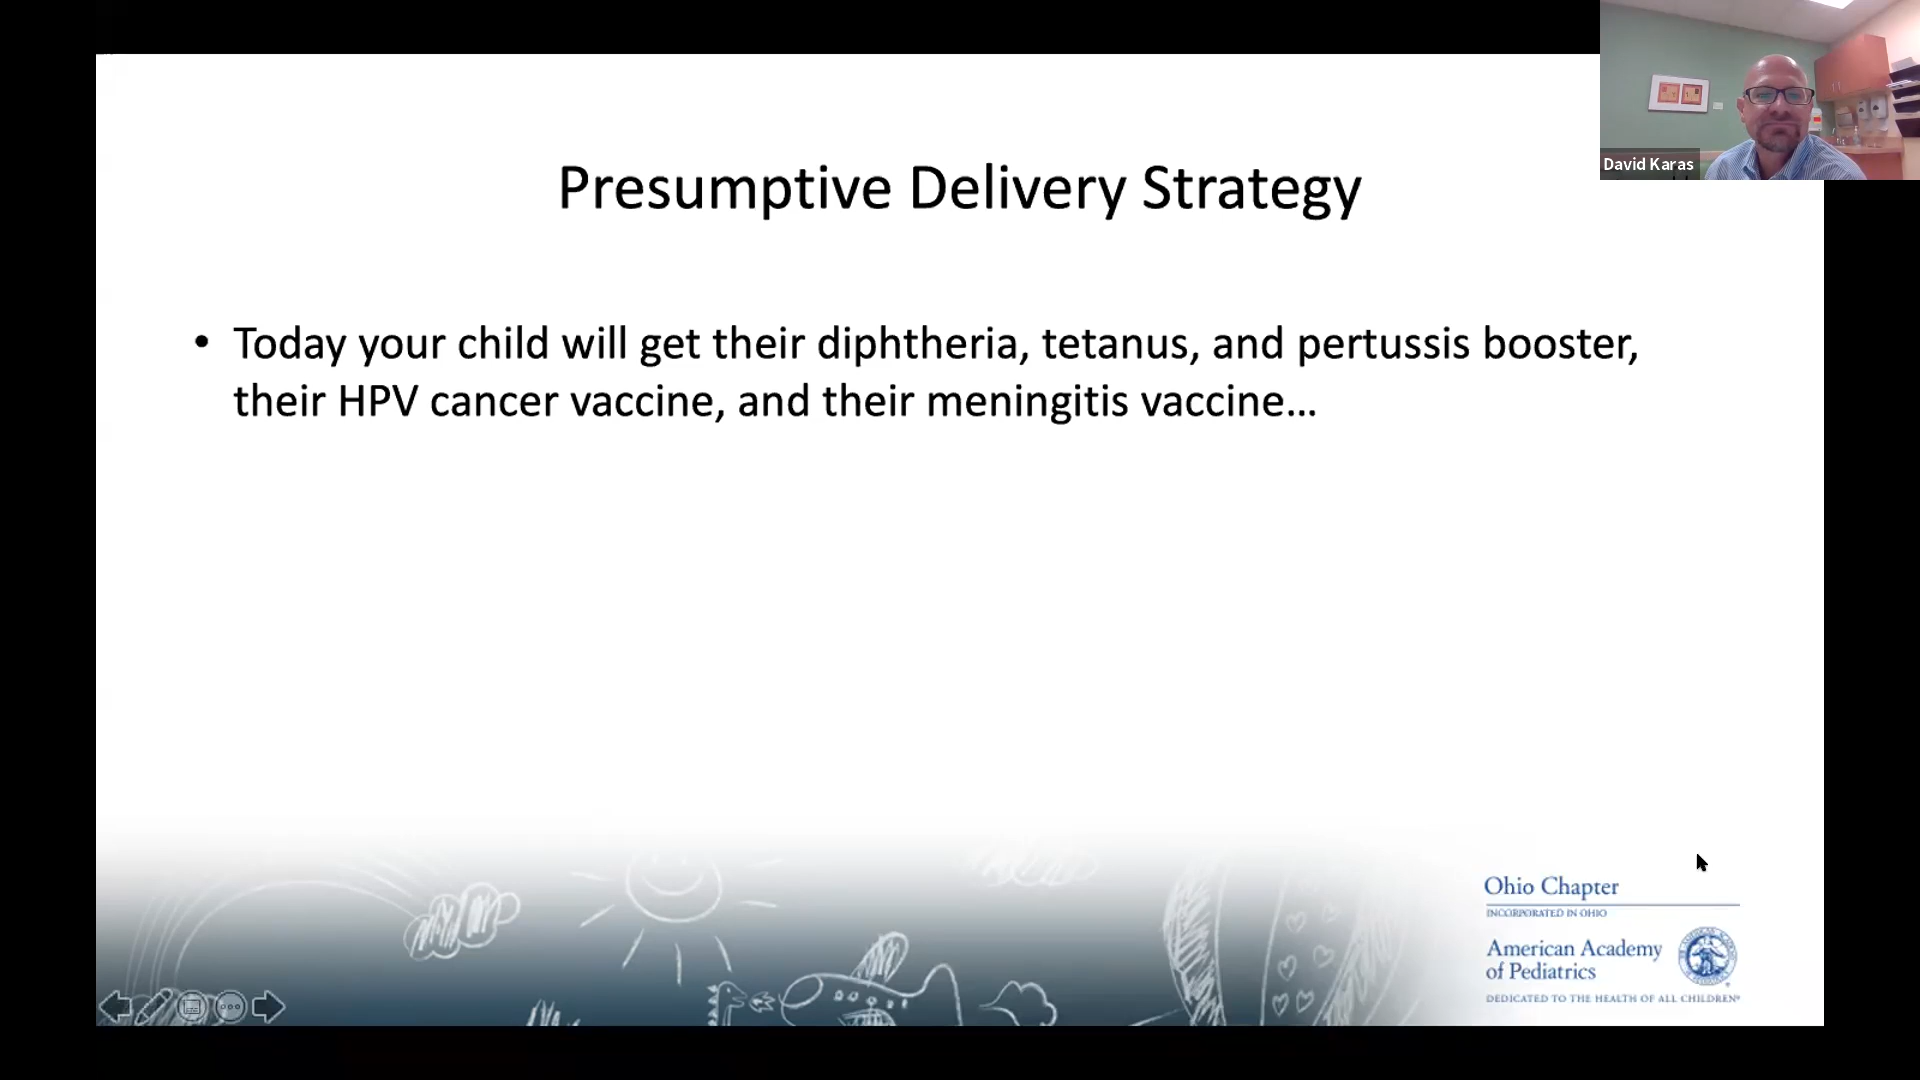 David Karas
Presumptive Delivery Strategy
• Today your child will get their diphtheria, tetanus, and pertussis booster,
their HPV cancer vaccine, and their meningitis vaccine...
Ohio Chapter
INCORPORATED IN OHIO
American Academy
of Pediatrics
DEDICATED TO THE HEALTH OF ALL CHILDREN®